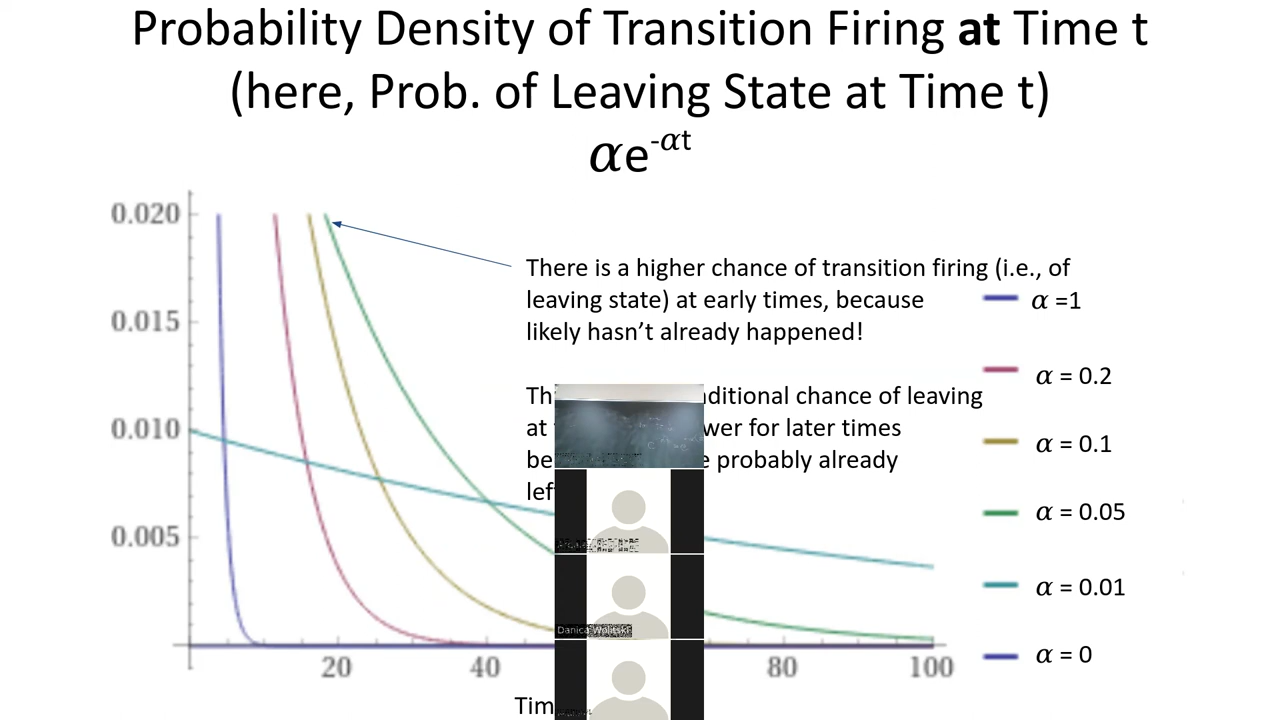 Probability Density of Transition Firing at Time t
(here, Prob. of Leaving State at Time t)
αe^-αt
0.020
0.015
0.010
0.005
20
40
80
100
There is a higher chance of transition firing (i.e., of
leaving state) at early times, because
likely hasn't already happened!
Th nditional chance of leaving
at wer for later times
be e probably already
lef
Tim
α =1
α = 0.2
α = 0.1
α = 0.05
α = 0.01
α = 0
Danica Wolitski